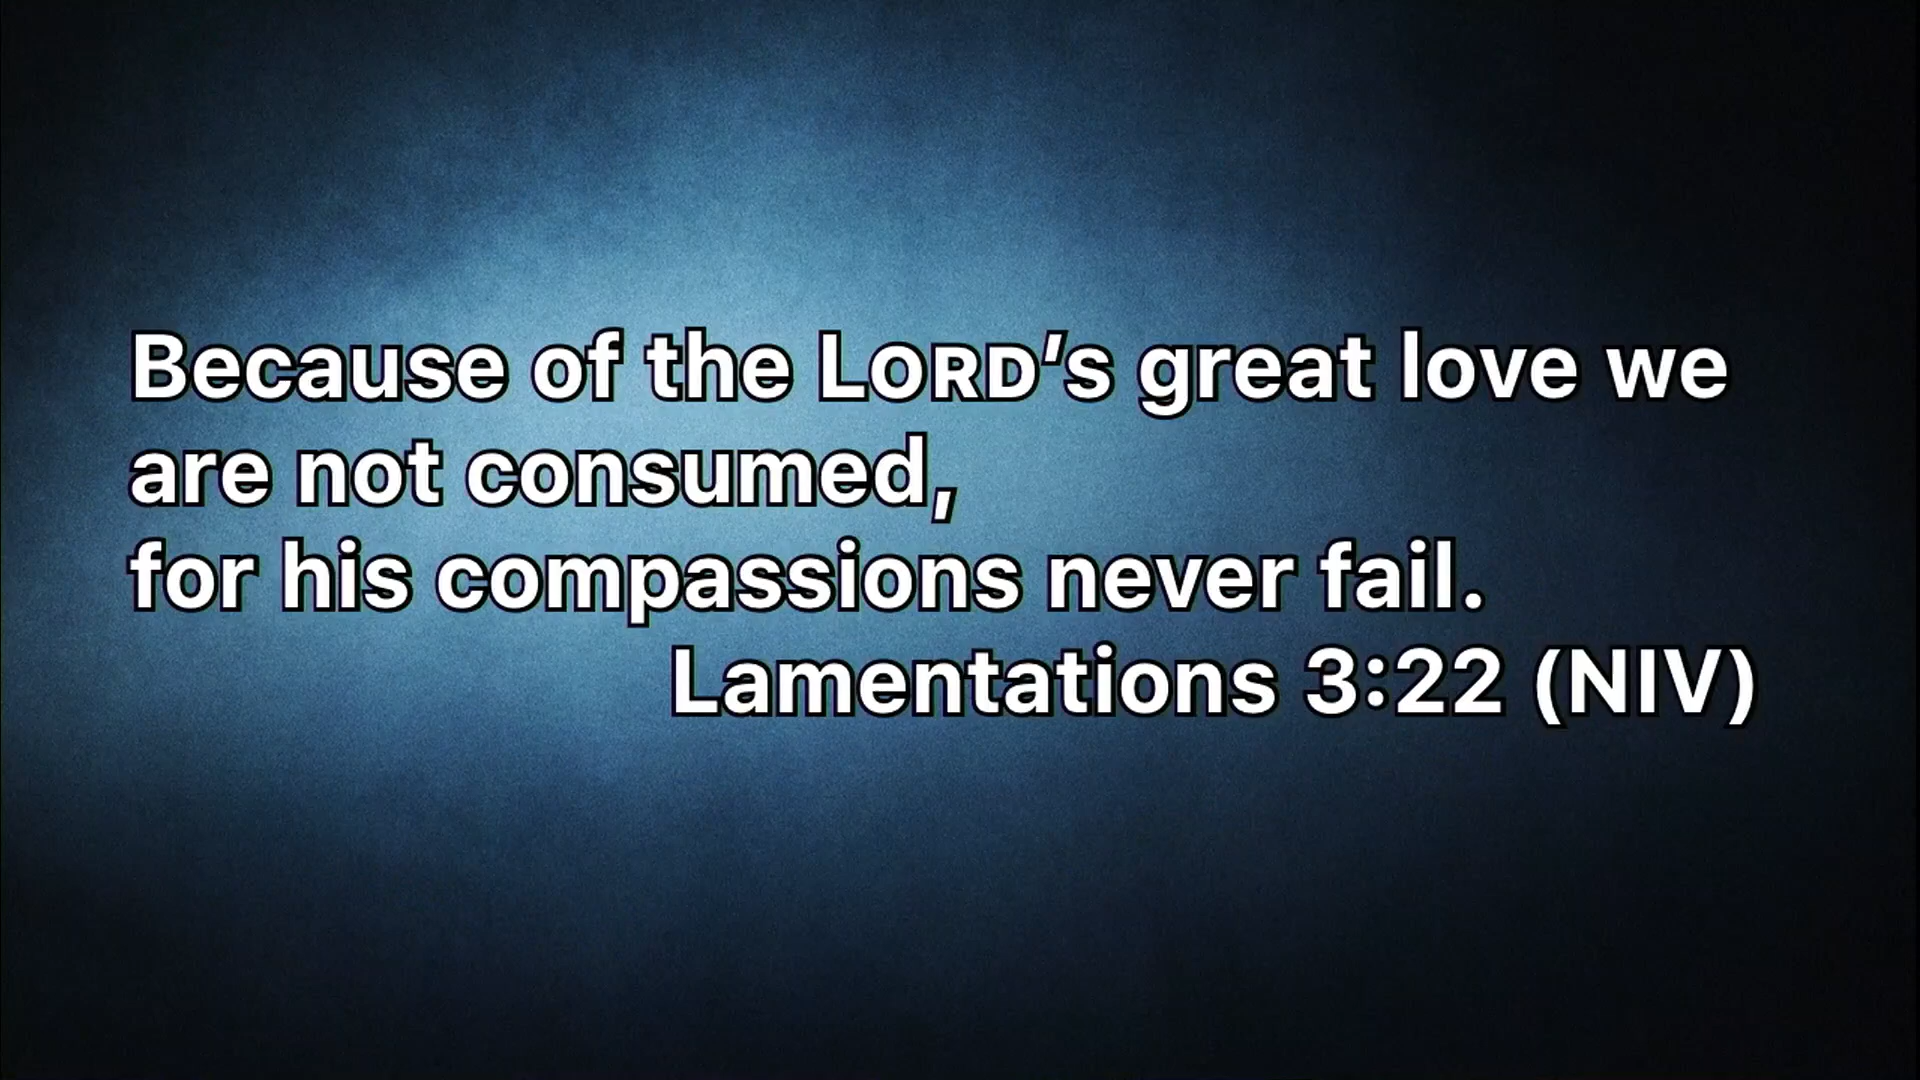 Because of the LORD’s great love we
are not consumed,
for his compassions never fail.
Lamentations 3:22 (NIV)